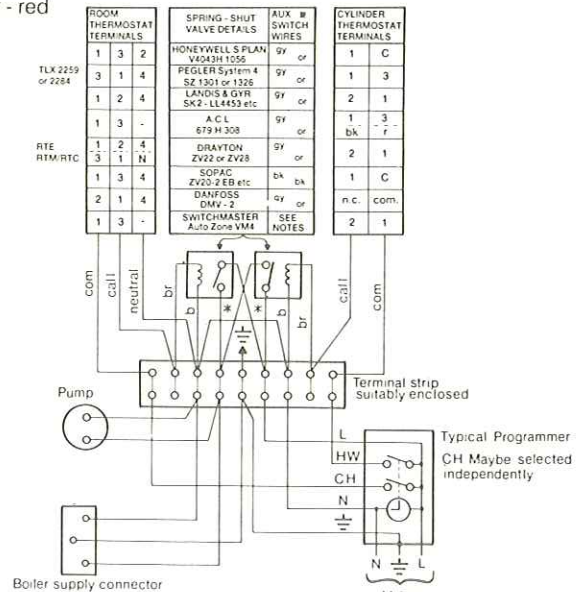 - red
ROOM THERMOSTAT TERMINALS
SPRING - SHUT VALVE DETAILS
AUX # SWITCH WIRES
CYLINDER THERMOSTAT TERMINALS
1 3 2
HONEYWELL S PLAN V4043H 1056
gy or
1 C
TLX 2259 or 2284
3 1 4
PEGLER System 4 SZ 1301 or 1326
gy or
1 3
1 2 4
LANDIS & GYR SK2 - LL4453 etc
gy or
2 1
1 3 -
A.C.L 679 H 308
1 3
bk r
RTE
RTM/RTC
1 2 4
3 1 N
DRAYTON ZV22 or ZV28
gy or
2 1
1 3 4
SOPAC ZV20-2 EB etc
bk bk
1 C
2 1 4
DANFOSS DMV - 2
gy or
n.c. com.
1 3 -
SWITCHMASTER Auto Zone VM4
SEE NOTES
2 1
com
call
neutral
br
b
*
*
b
br
call
com
Terminal strip
suitably enclosed
Pump
L
HW
CH
N
Typical Programmer
CH Maybe selected
independently
N
L
Boiler supply connector